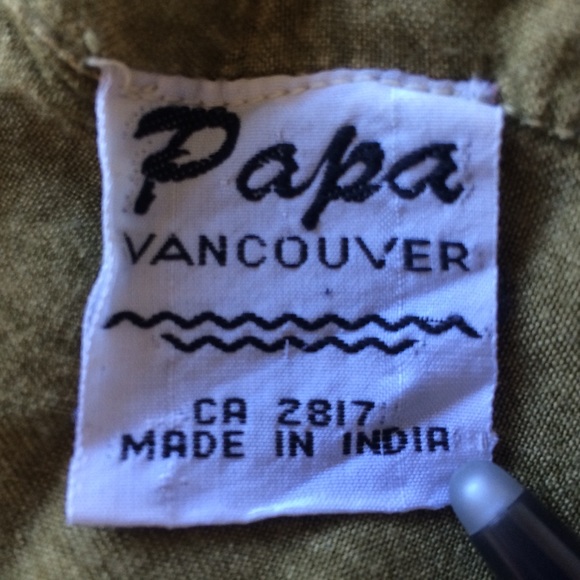 Papa
VANCOUVER
CA 2817
MADE IN INDIA